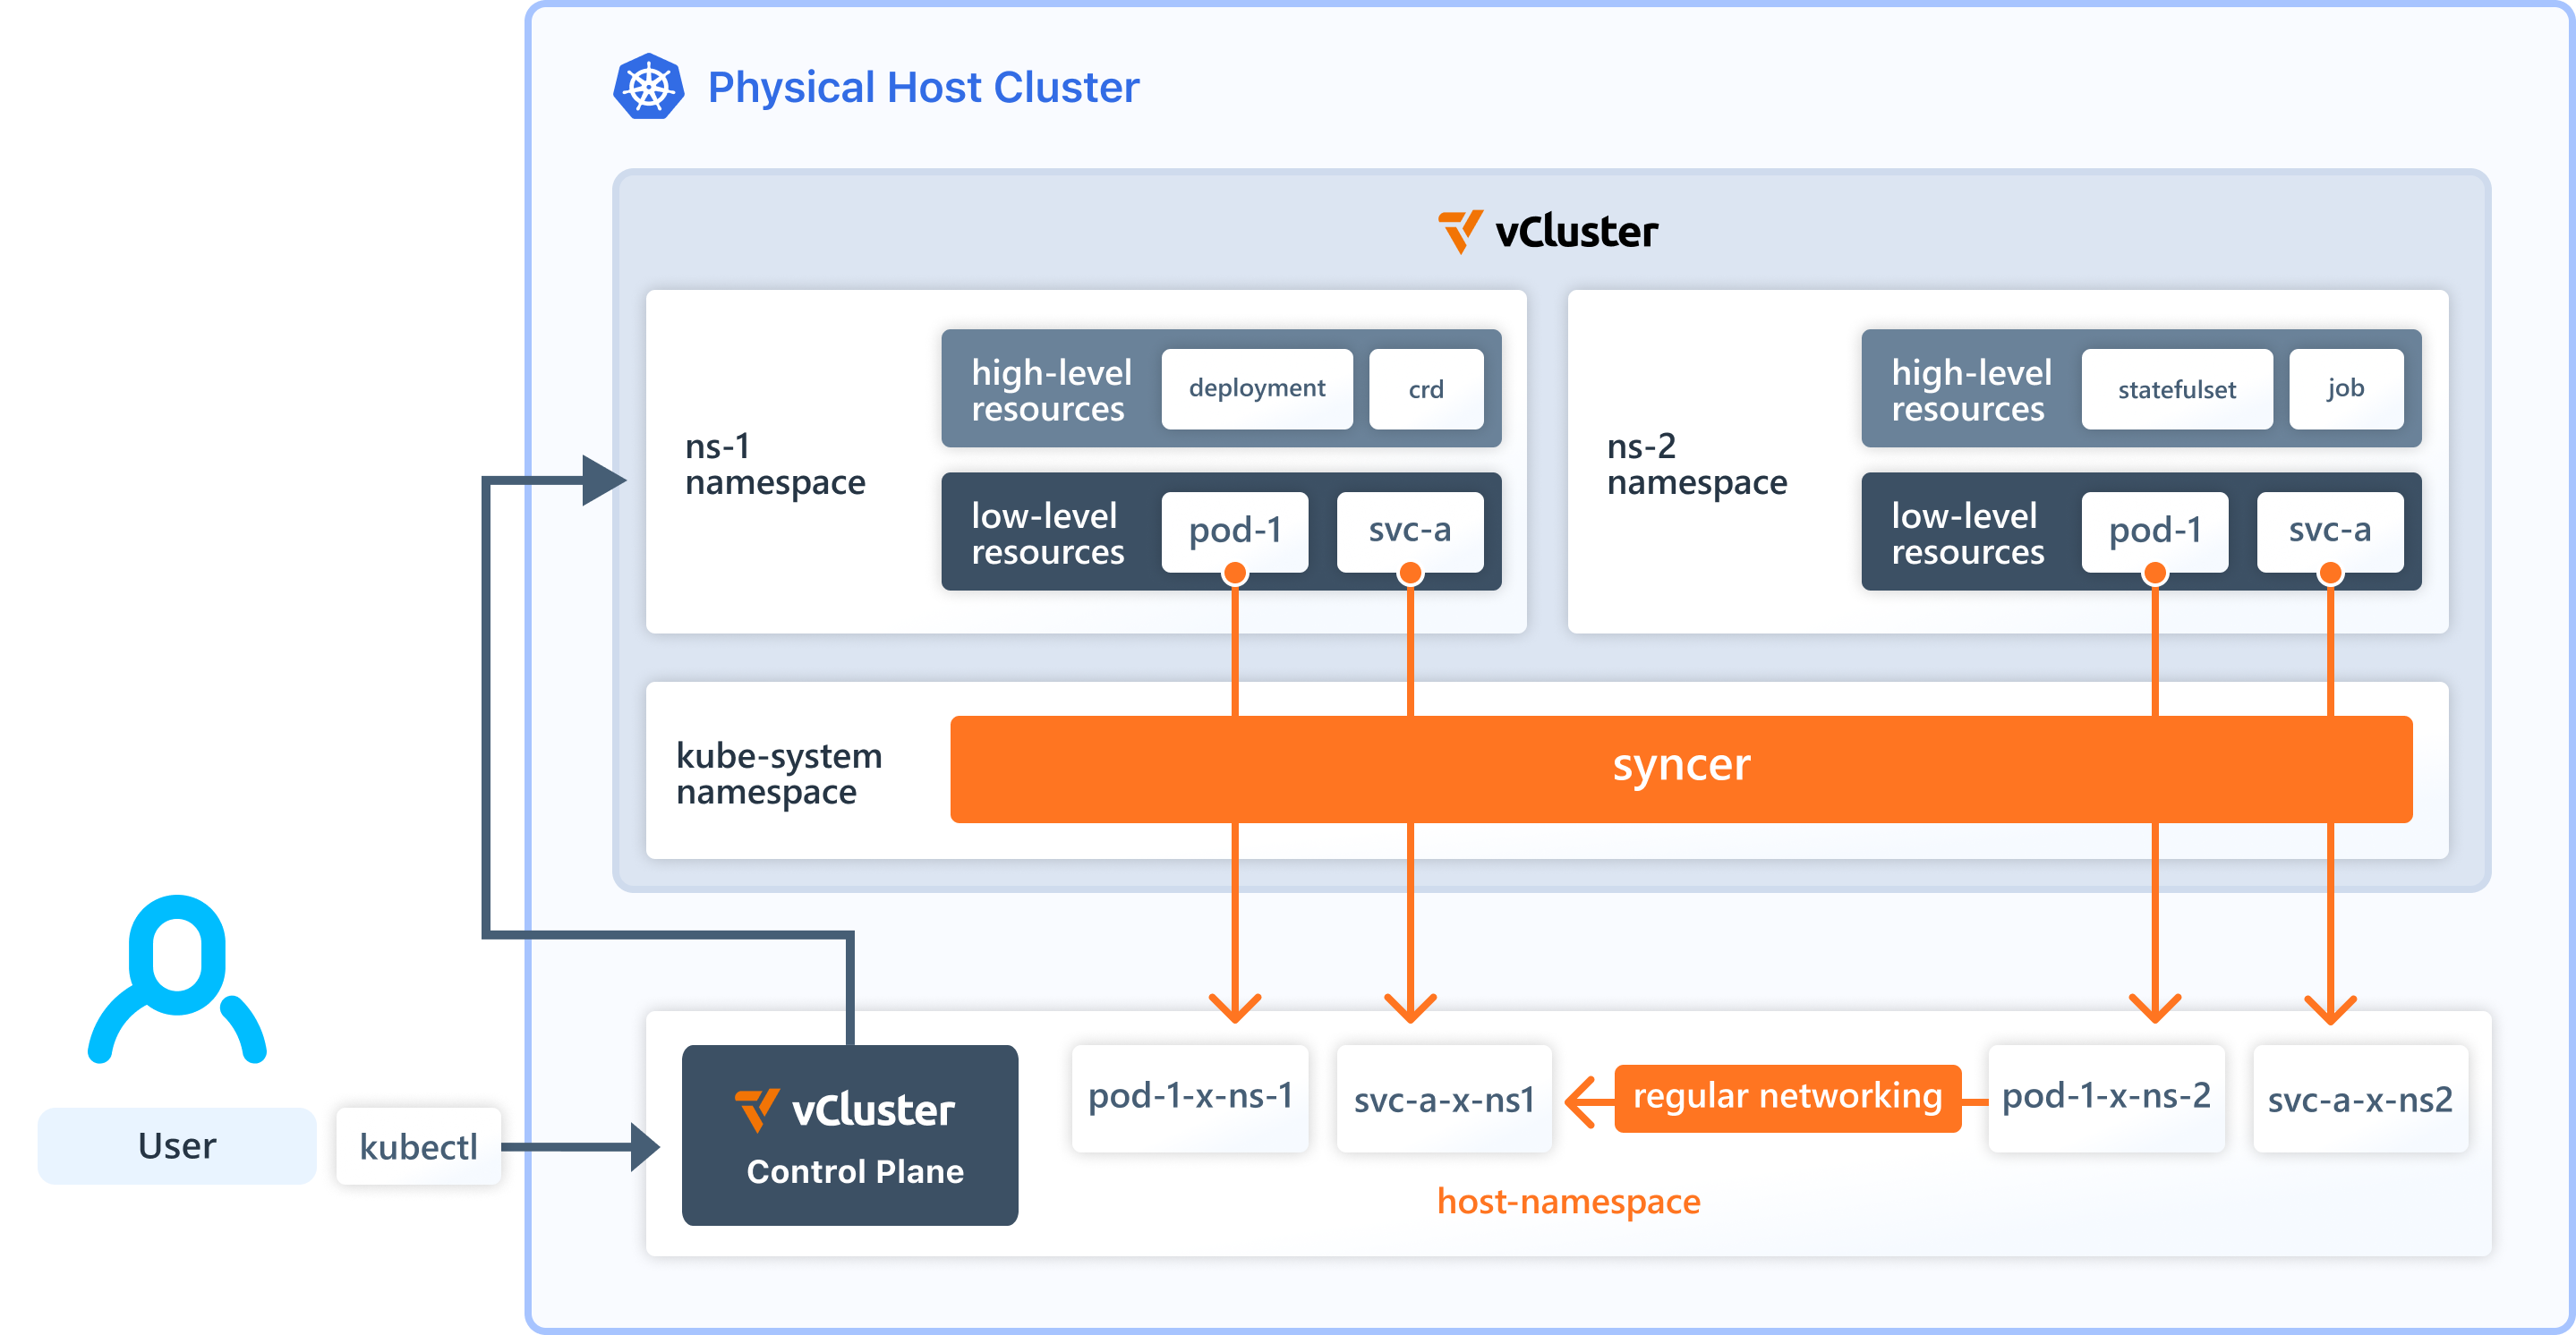 Physical Host Cluster
vCluster
ns-1
namespace
high-level
resources
deployment
crd
low-level
resources
pod-1
svc-a
ns-2
namespace
high-level
resources
statefulset
job
low-level
resources
pod-1
svc-a
kube-system
namespace
syncer
User
kubectl
vCluster
Control Plane
pod-1-x-ns-1
svc-a-x-ns1
regular networking
pod-1-x-ns-2
svc-a-x-ns2
host-namespace